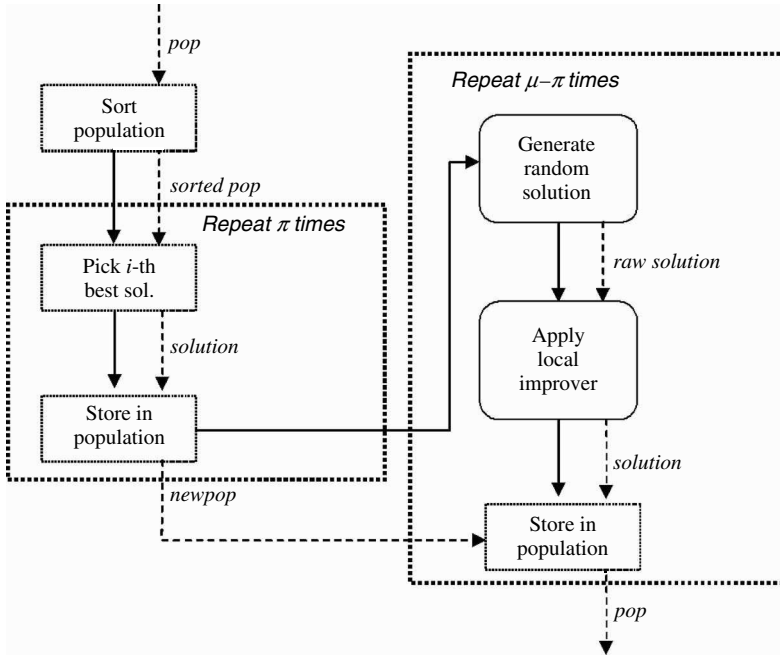 pop
Sort
population
sorted pop
Repeat π times
Pick i-th
best sol.
solution
Store in
population
newpop
Repeat μ–π times
Generate
random
solution
raw solution
Apply
local
improver
solution
Store in
population
pop